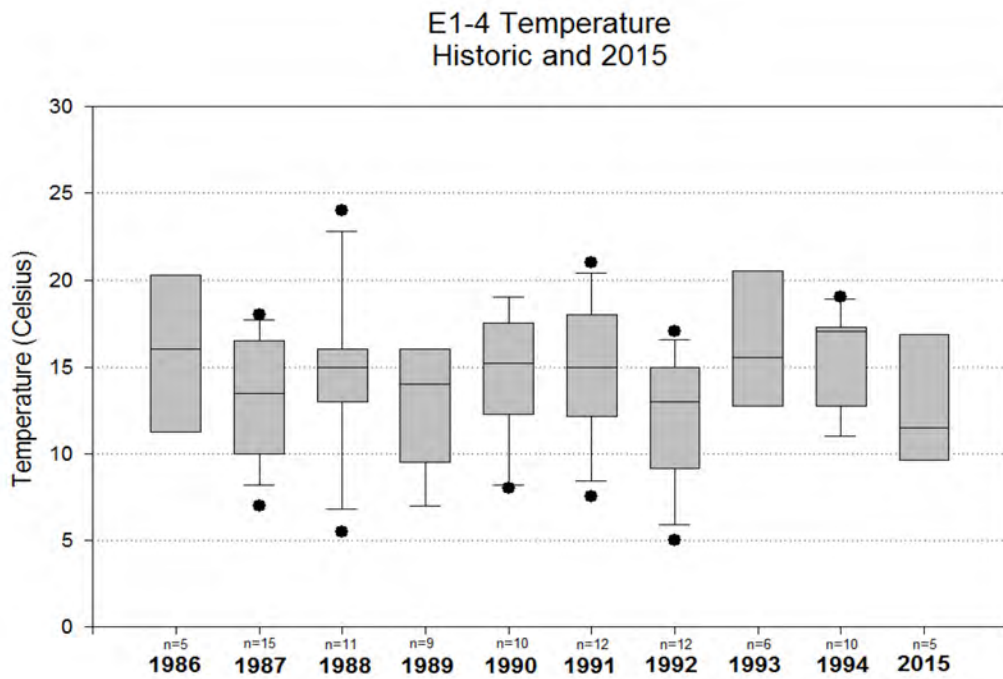 E1-4 Temperature
Historic and 2015
Temperature (Celsius)
30
25
20
15
10
5
0
n=5 n=15 n=11 n=9 n=10 n=12 n=12 n=6 n=10 n=5
1986 1987 1988 1989 1990 1991 1992 1993 1994 2015